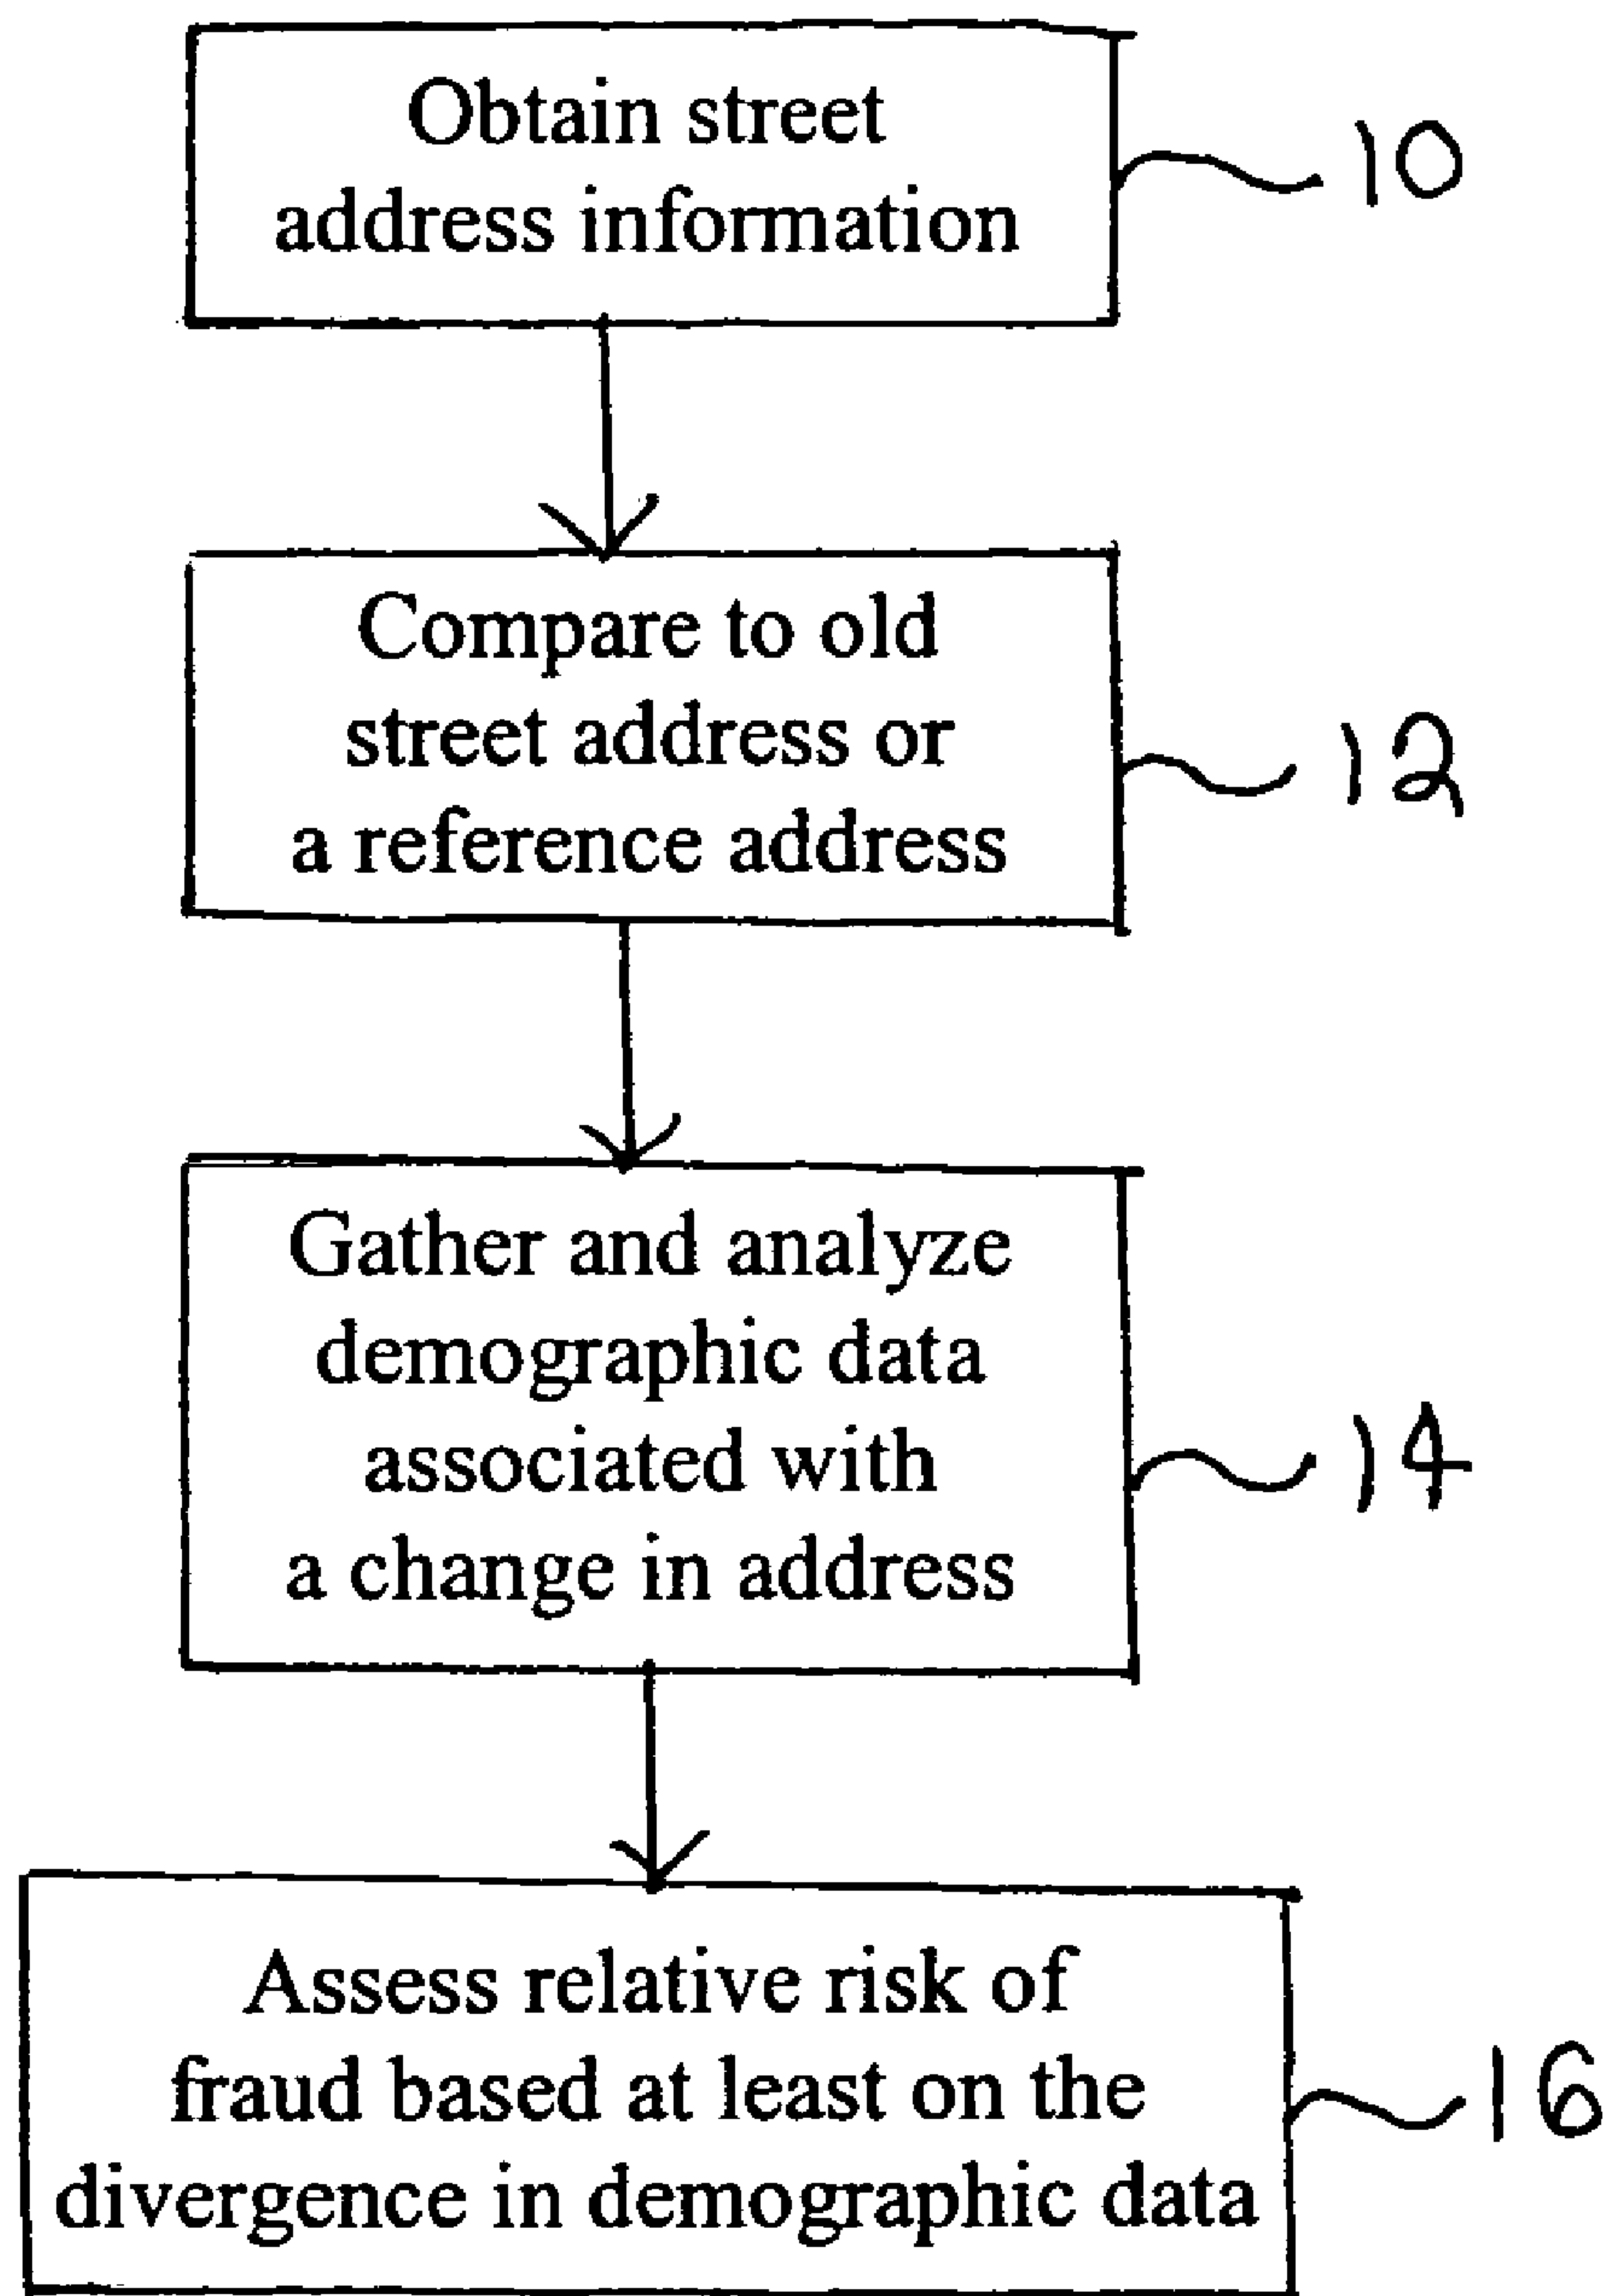 Obtain street
address information
10
Compare to old
street address or
a reference address
12
Gather and analyze
demographic data
associated with
a change in address
14
Assess relative risk of
fraud based at least on the
divergence in demographic data
16